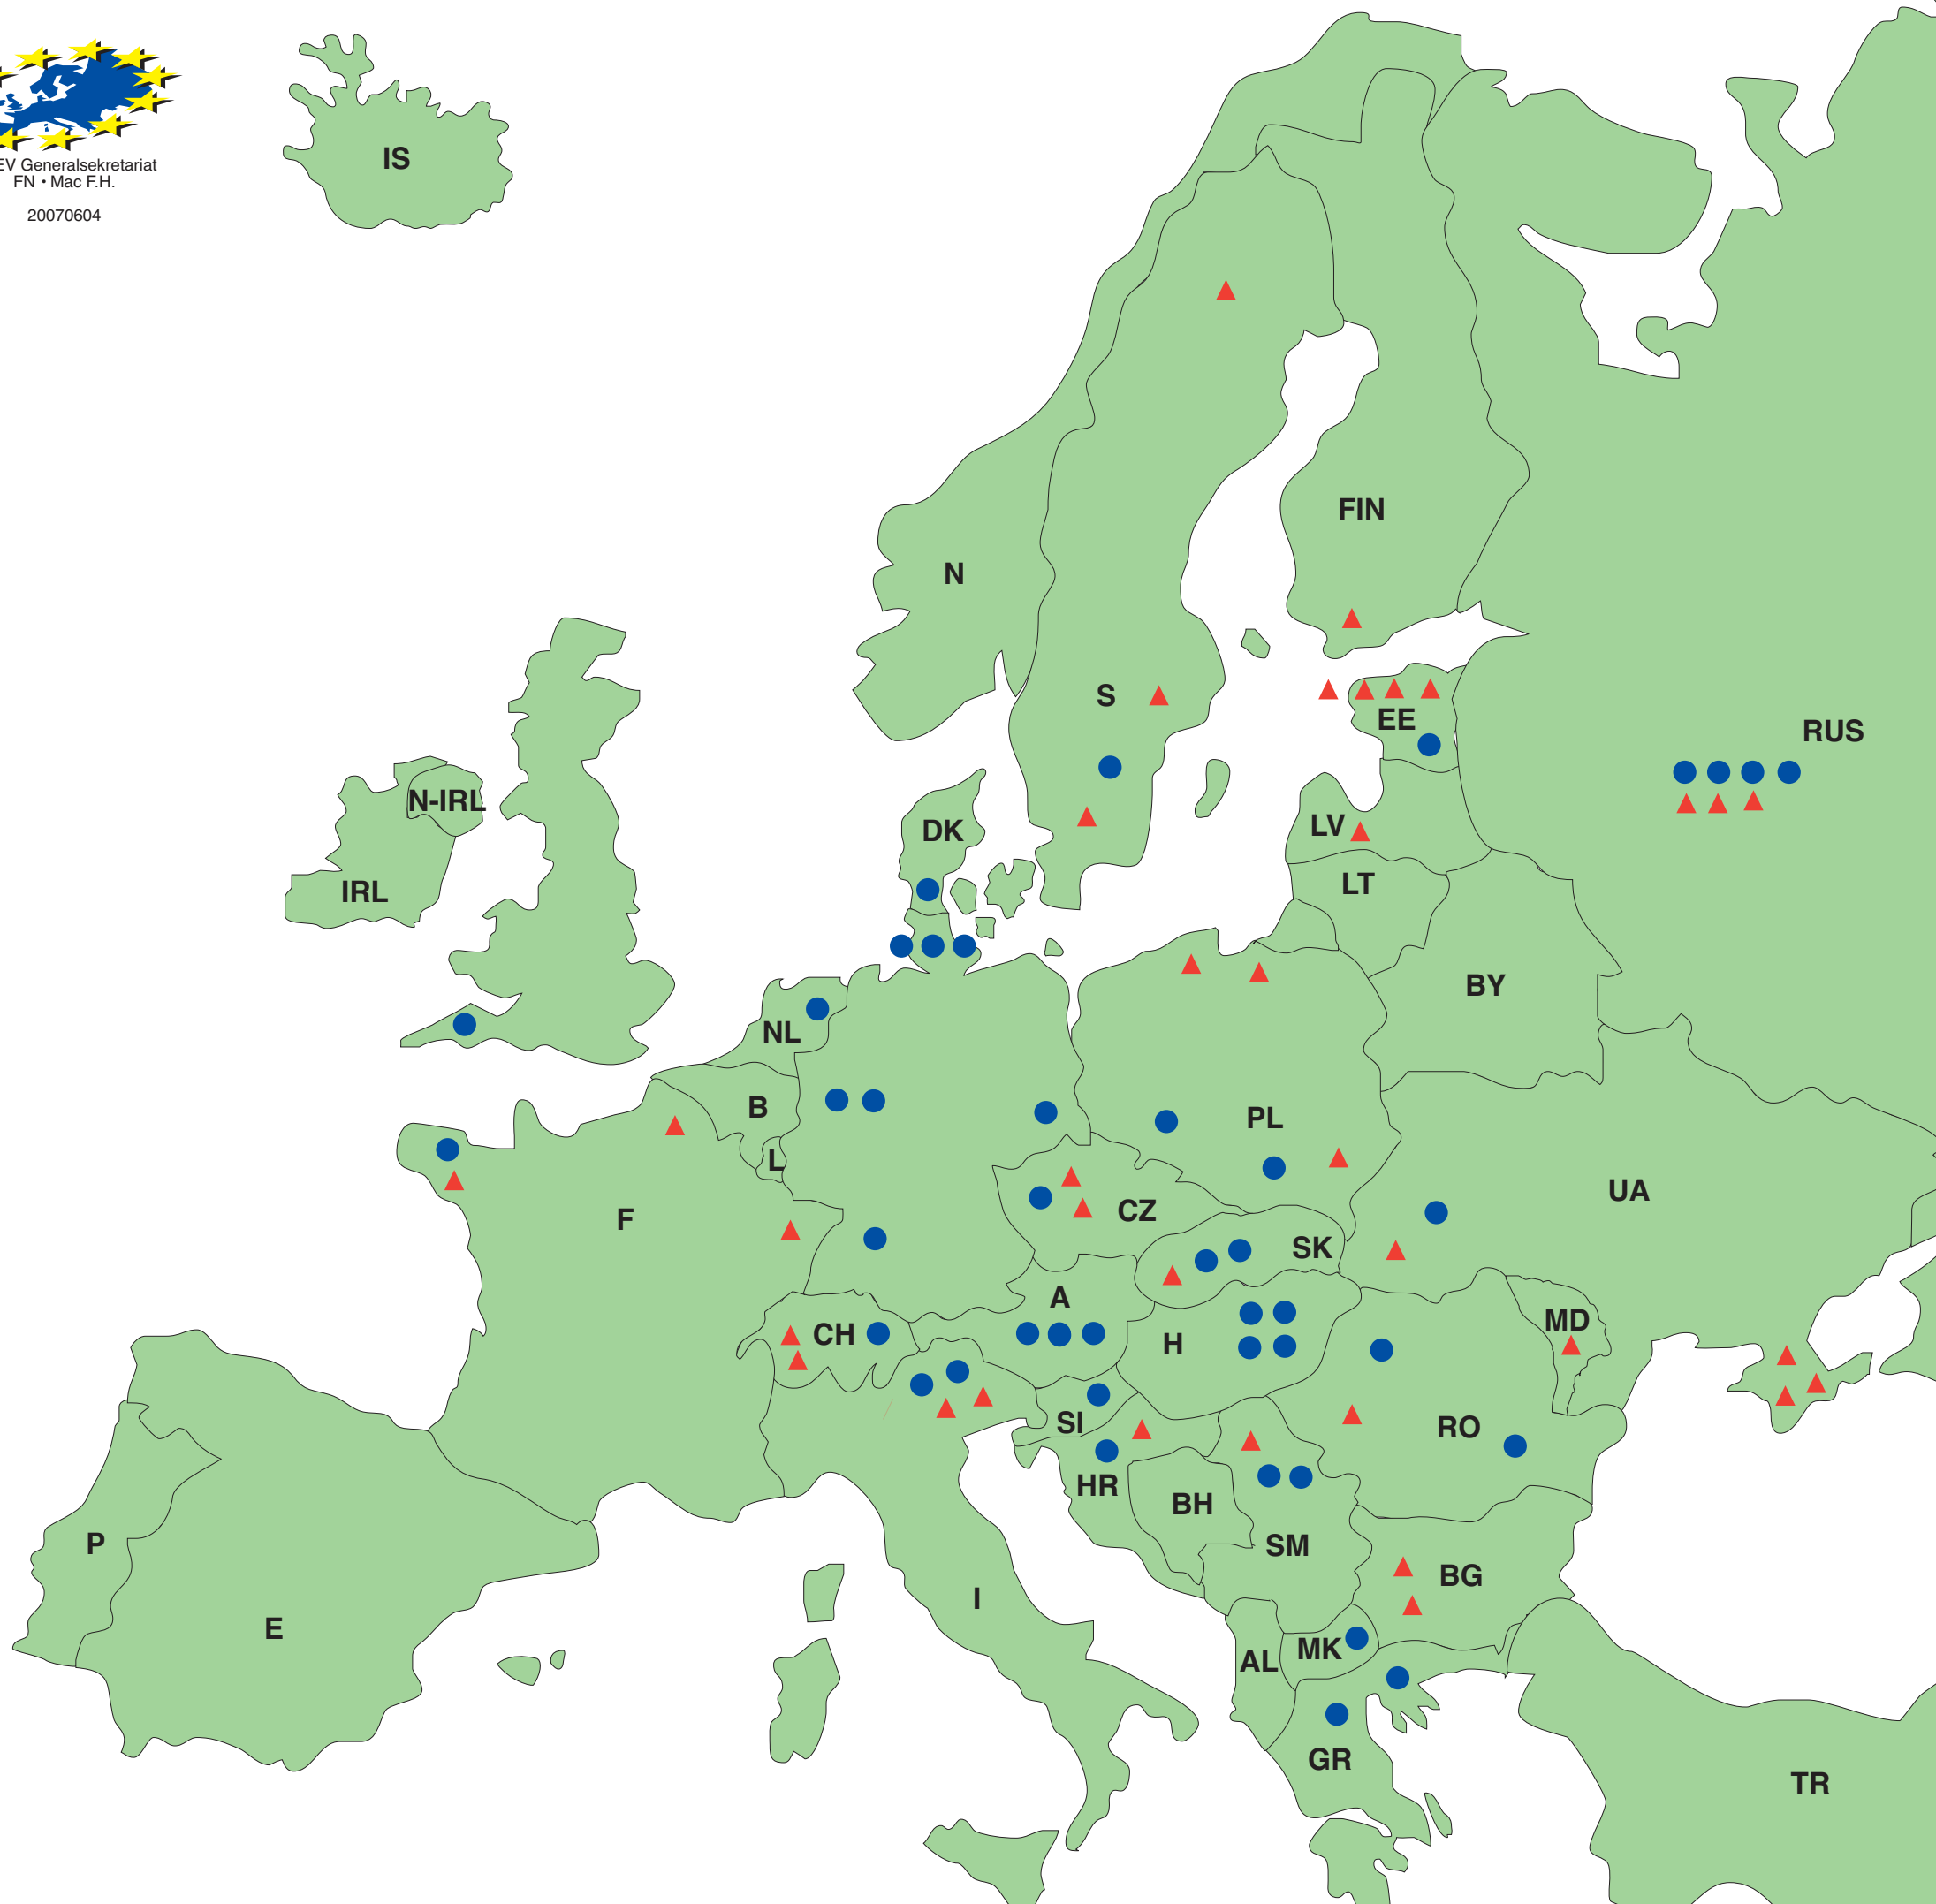 EV Generalsekretariat
FN • Mac F.H.
20070604
IS
FIN
N
S
EE
RUS
N-IRL
DK
LV
IRL
LT
BY
NL
B
PL
L
UA
F
CZ
SK
A
MD
CH
H
SI
RO
HR
BH
P
SM
BG
I
E
MK
AL
GR
TR